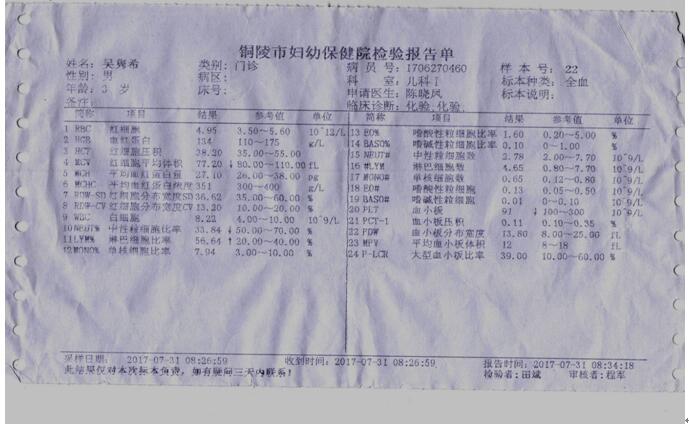 铜陵市妇幼保健院检验报告单
姓名: 吴与希 类别: 门诊 病 员 号: 1706270460 样 本 号: 22
性别: 男 病区: 科 室: 儿科 I 标本种类: 全血
年龄: 3 岁 床号: 申请医生: 陈晓凤 标本说明:
备注: 临床诊断: 化验,化验,
简称 项目 结果 参考值 单位
1 RBC 红细胞 4.95 3.50～5.60 10^12/L
2 HGB 血红蛋白 134 110～175 g/L
3 HCT 红细胞压积 38.20 35.00～55.00
4 MCV 红细胞平均体积 77.20 ↓ 80.00～110.00 fL
5 MCH 平均血红蛋白量 27.10 26.00～38.00 pg
6 MCHC 平均血红蛋白浓度 351 300～400 g/L
7 RDW-SD 红细胞分布宽度SD 36.62 35.00～60.00 fL
8 RDW-CV 红细胞分布宽度CV 13.20 10.00～20.00 %
9 WBC 白细胞 8.22 4.00～10.00 10^9/L
10 NEUT% 中性粒细胞比率 33.84 ↓ 50.00～70.00 %
11 LYM% 淋巴细胞比率 56.64 ↑ 20.00～40.00 %
12 MONO% 单核细胞比率 7.94 3.00～10.00 %
简称 项目 结果 参考值 单位
13 EO% 嗜酸性粒细胞比率 1.60 0.20～5.00 %
14 BASO% 嗜碱性粒细胞比率 0.10 0～1.00 %
15 NEUT# 中性粒细胞数 2.78 2.00～7.70 10^9/L
16 #LYM 淋巴细胞数 4.65 0.80～7.70 10^9/L
17 MONO# 单核细胞数 0.65 0.12～0.80 10^9/L
18 EO# 嗜酸性粒细胞 0.13 0.05～0.50 10^9/L
19 BASO# 嗜碱性粒细胞 0.01 0～0.10 10^9/L
20 PLT 血小板 91 ↓ 100～300 10^9/L
21 PCT-1 血小板压积 0.11 0.10～0.35 %
22 PDW 血小板分布宽度 13.80 8.00～25.00 fL
23 MPV 平均血小板体积 12 8～18 fL
24 P-LCR 大型血小板比率 39.00 10.00～60.00 %
采样日期: 2017-07-31 08:26:59 收到时间: 2017-07-31 08:26:59 报告时间: 2017-07-31 08:34:18
此结果仅对本次标本负责，如有疑问三天内联系! 检验者: 田斌 审核者: 程军